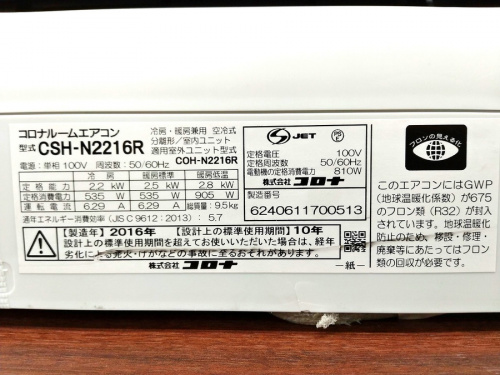 コロナルームエアコン
型式 CSH-N2216R
冷房・暖房兼用 空冷式
分離形/室内ユニット
適用室外ユニット型式
電源：単相100V 周波数：50/60Hz COH-N2216R
冷房 暖房標準 暖房低温
定格能力 2.2 kW 2.5 kW 2.8 kW
定格消費電力 535 W 535 W 905 W
運転電流 6.29 A 6.29 A 総質量：9.5kg
通年エネルギー消費効率（JIS C 9612：2013）：5.7
【製造年】2016年 【設計上の標準使用期間】10年
設計上の標準使用期間を超えてお使いいただいた場合は、経年
劣化による発火・けがなどの事故に至るおそれがあります。
株式会社 コロナ
S JET PS E
定格電圧 100V
定格周波数 50/60Hz
電動機の定格消費電力 810W
株式会社 コロナ
製造番号
6240611700513
フロンの見える化
このエアコンにはGWP
（地球温暖化係数）が675
のフロン類（R32）が封入
されています。地球温暖化
防止のため、移設・修理・
廃棄等にあたってはフロン
類の回収が必要です。
―紙―